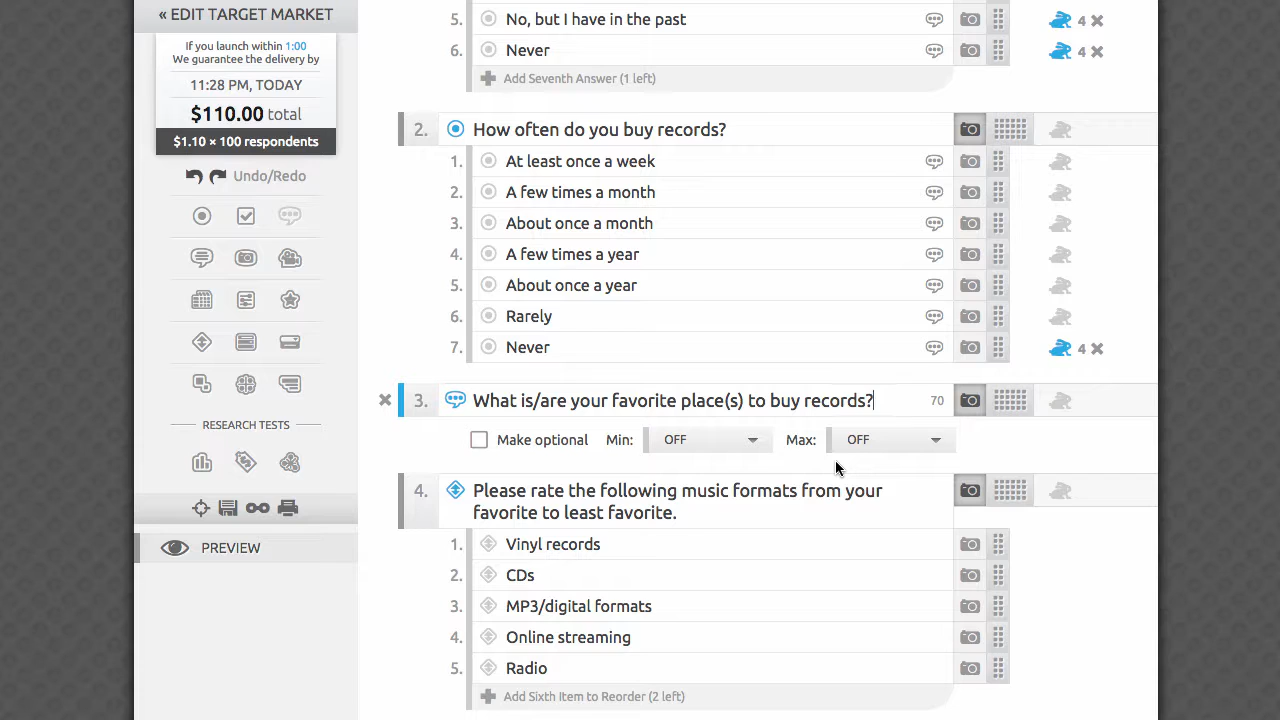 « EDIT TARGET MARKET
If you launch within 1:00
We guarantee the delivery by
11:28 PM, TODAY
$110.00 total
$1.10 × 100 respondents
Undo/Redo
RESEARCH TESTS
PREVIEW
5. No, but I have in the past 4
6. Never 4
Add Seventh Answer (1 left)
2. How often do you buy records?
1. At least once a week
2. A few times a month
3. About once a month
4. A few times a year
5. About once a year
6. Rarely
7. Never 4
3. What is/are your favorite place(s) to buy records? 70
Make optional Min: OFF Max: OFF
4. Please rate the following music formats from your
favorite to least favorite.
1. Vinyl records
2. CDs
3. MP3/digital formats
4. Online streaming
5. Radio
Add Sixth Item to Reorder (2 left)